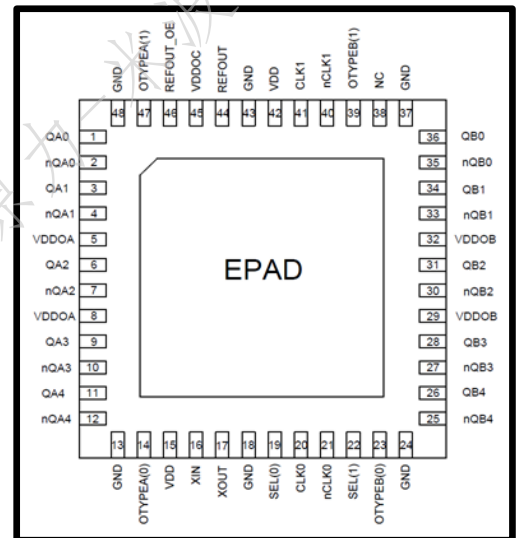 GND
OTYPEA(1)
REFOUT_OE
VDDOC
REFOUT
GND
VDD
CLK1
nCLK1
OTYPEB(1)
NC
GND
48 47 46 45 44 43 42 41 40 39 38 37
QA0 1
nQA0 2
QA1 3
nQA1 4
VDDOA 5
QA2 6
nQA2 7
VDDOA 8
QA3 9
nQA3 10
QA4 11
nQA4 12
EPAD
36 QB0
35 nQB0
34 QB1
33 nQB1
32 VDDOB
31 QB2
30 nQB2
29 VDDOB
28 QB3
27 nQB3
26 QB4
25 nQB4
13 14 15 16 17 18 19 20 21 22 23 24
GND
OTYPEA(0)
VDD
XIN
XOUT
GND
SEL(0)
CLK0
nCLK0
SEL(1)
OTYPEB(0)
GND